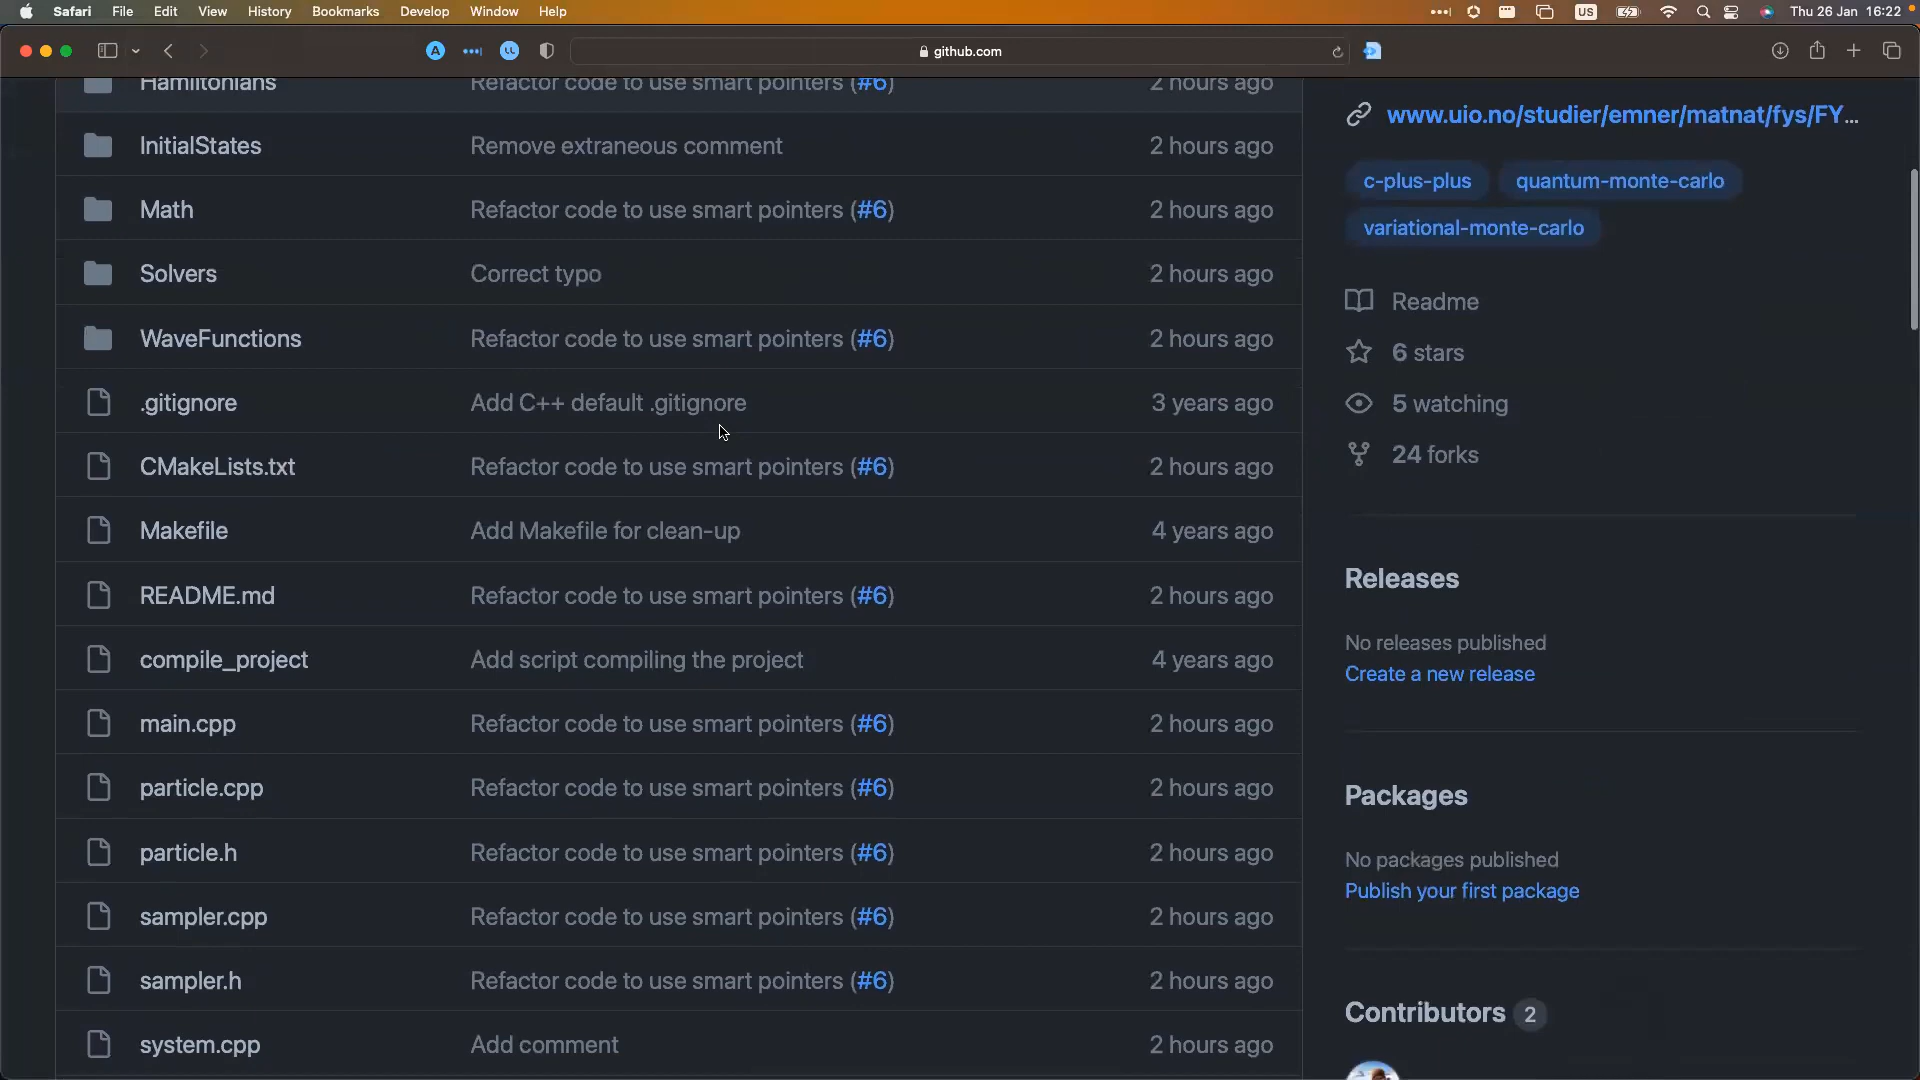 Safari File Edit View History Bookmarks Develop Window Help US Thu 26 Jan 16:22
github.com
Hamiltonians Refactor code to use smart pointers (#6) 2 hours ago
InitialStates Remove extraneous comment 2 hours ago
Math Refactor code to use smart pointers (#6) 2 hours ago
Solvers Correct typo 2 hours ago
WaveFunctions Refactor code to use smart pointers (#6) 2 hours ago
.gitignore Add C++ default .gitignore 3 years ago
CMakeLists.txt Refactor code to use smart pointers (#6) 2 hours ago
Makefile Add Makefile for clean-up 4 years ago
README.md Refactor code to use smart pointers (#6) 2 hours ago
compile_project Add script compiling the project 4 years ago
main.cpp Refactor code to use smart pointers (#6) 2 hours ago
particle.cpp Refactor code to use smart pointers (#6) 2 hours ago
particle.h Refactor code to use smart pointers (#6) 2 hours ago
sampler.cpp Refactor code to use smart pointers (#6) 2 hours ago
sampler.h Refactor code to use smart pointers (#6) 2 hours ago
system.cpp Add comment 2 hours ago
www.uio.no/studier/emner/matnat/fys/FY...
c-plus-plus quantum-monte-carlo
variational-monte-carlo
Readme
6 stars
5 watching
24 forks
Releases
No releases published
Create a new release
Packages
No packages published
Publish your first package
Contributors 2